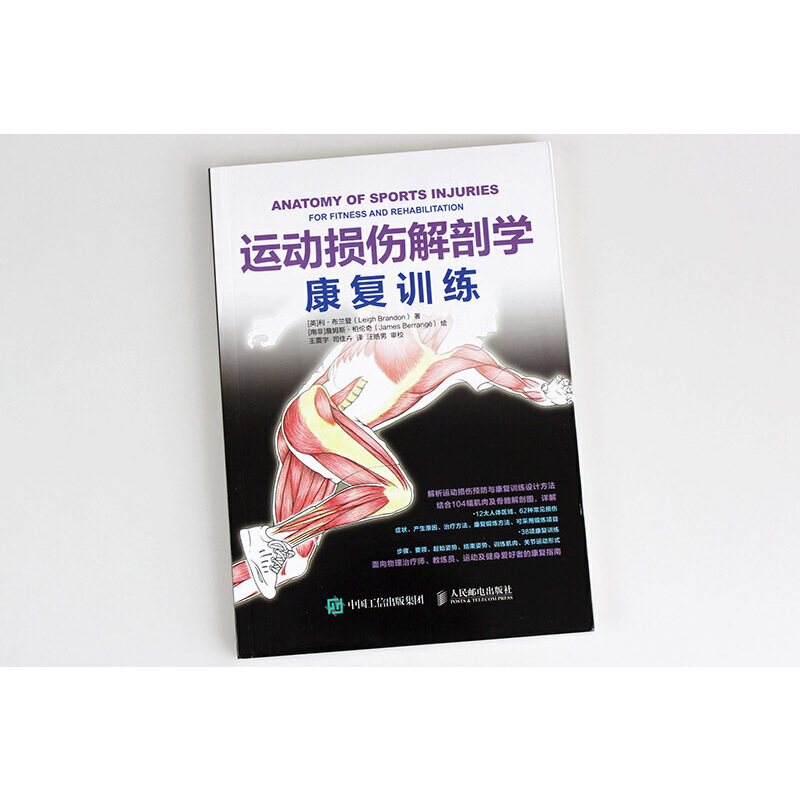 ANATOMY OF SPORTS INJURIES
FOR FITNESS AND REHABILITATION
运动损伤解剖学
康复训练
[英]利·布兰登（Leigh Brandon）著
[南非]詹姆斯·柏伦奇（James Berrangé）绘
王震宇 司佳卉 译 汪皓男 审校
解析运动损伤预防与康复训练设计方法
结合104幅肌肉及骨骼解剖图，详解
·12大人体区域、62种常见损伤
症状、产生原因、治疗方法、康复锻炼方法、可采用锻炼项目
·38项康复训练
步骤、要领、起始姿势、结束姿势、训练肌肉、关节运动形式
面向物理治疗师、教练员、运动及健身爱好者的康复指南
中国工信出版集团
人民邮电出版社
POSTS & TELECOM PRESS